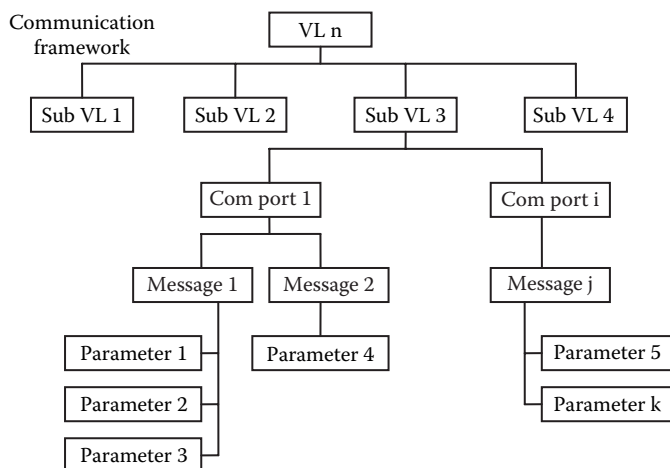 Communication
framework
VL n
Sub VL 1
Sub VL 2
Sub VL 3
Sub VL 4
Com port 1
Com port i
Message 1
Message 2
Message j
Parameter 1
Parameter 4
Parameter 5
Parameter 2
Parameter k
Parameter 3